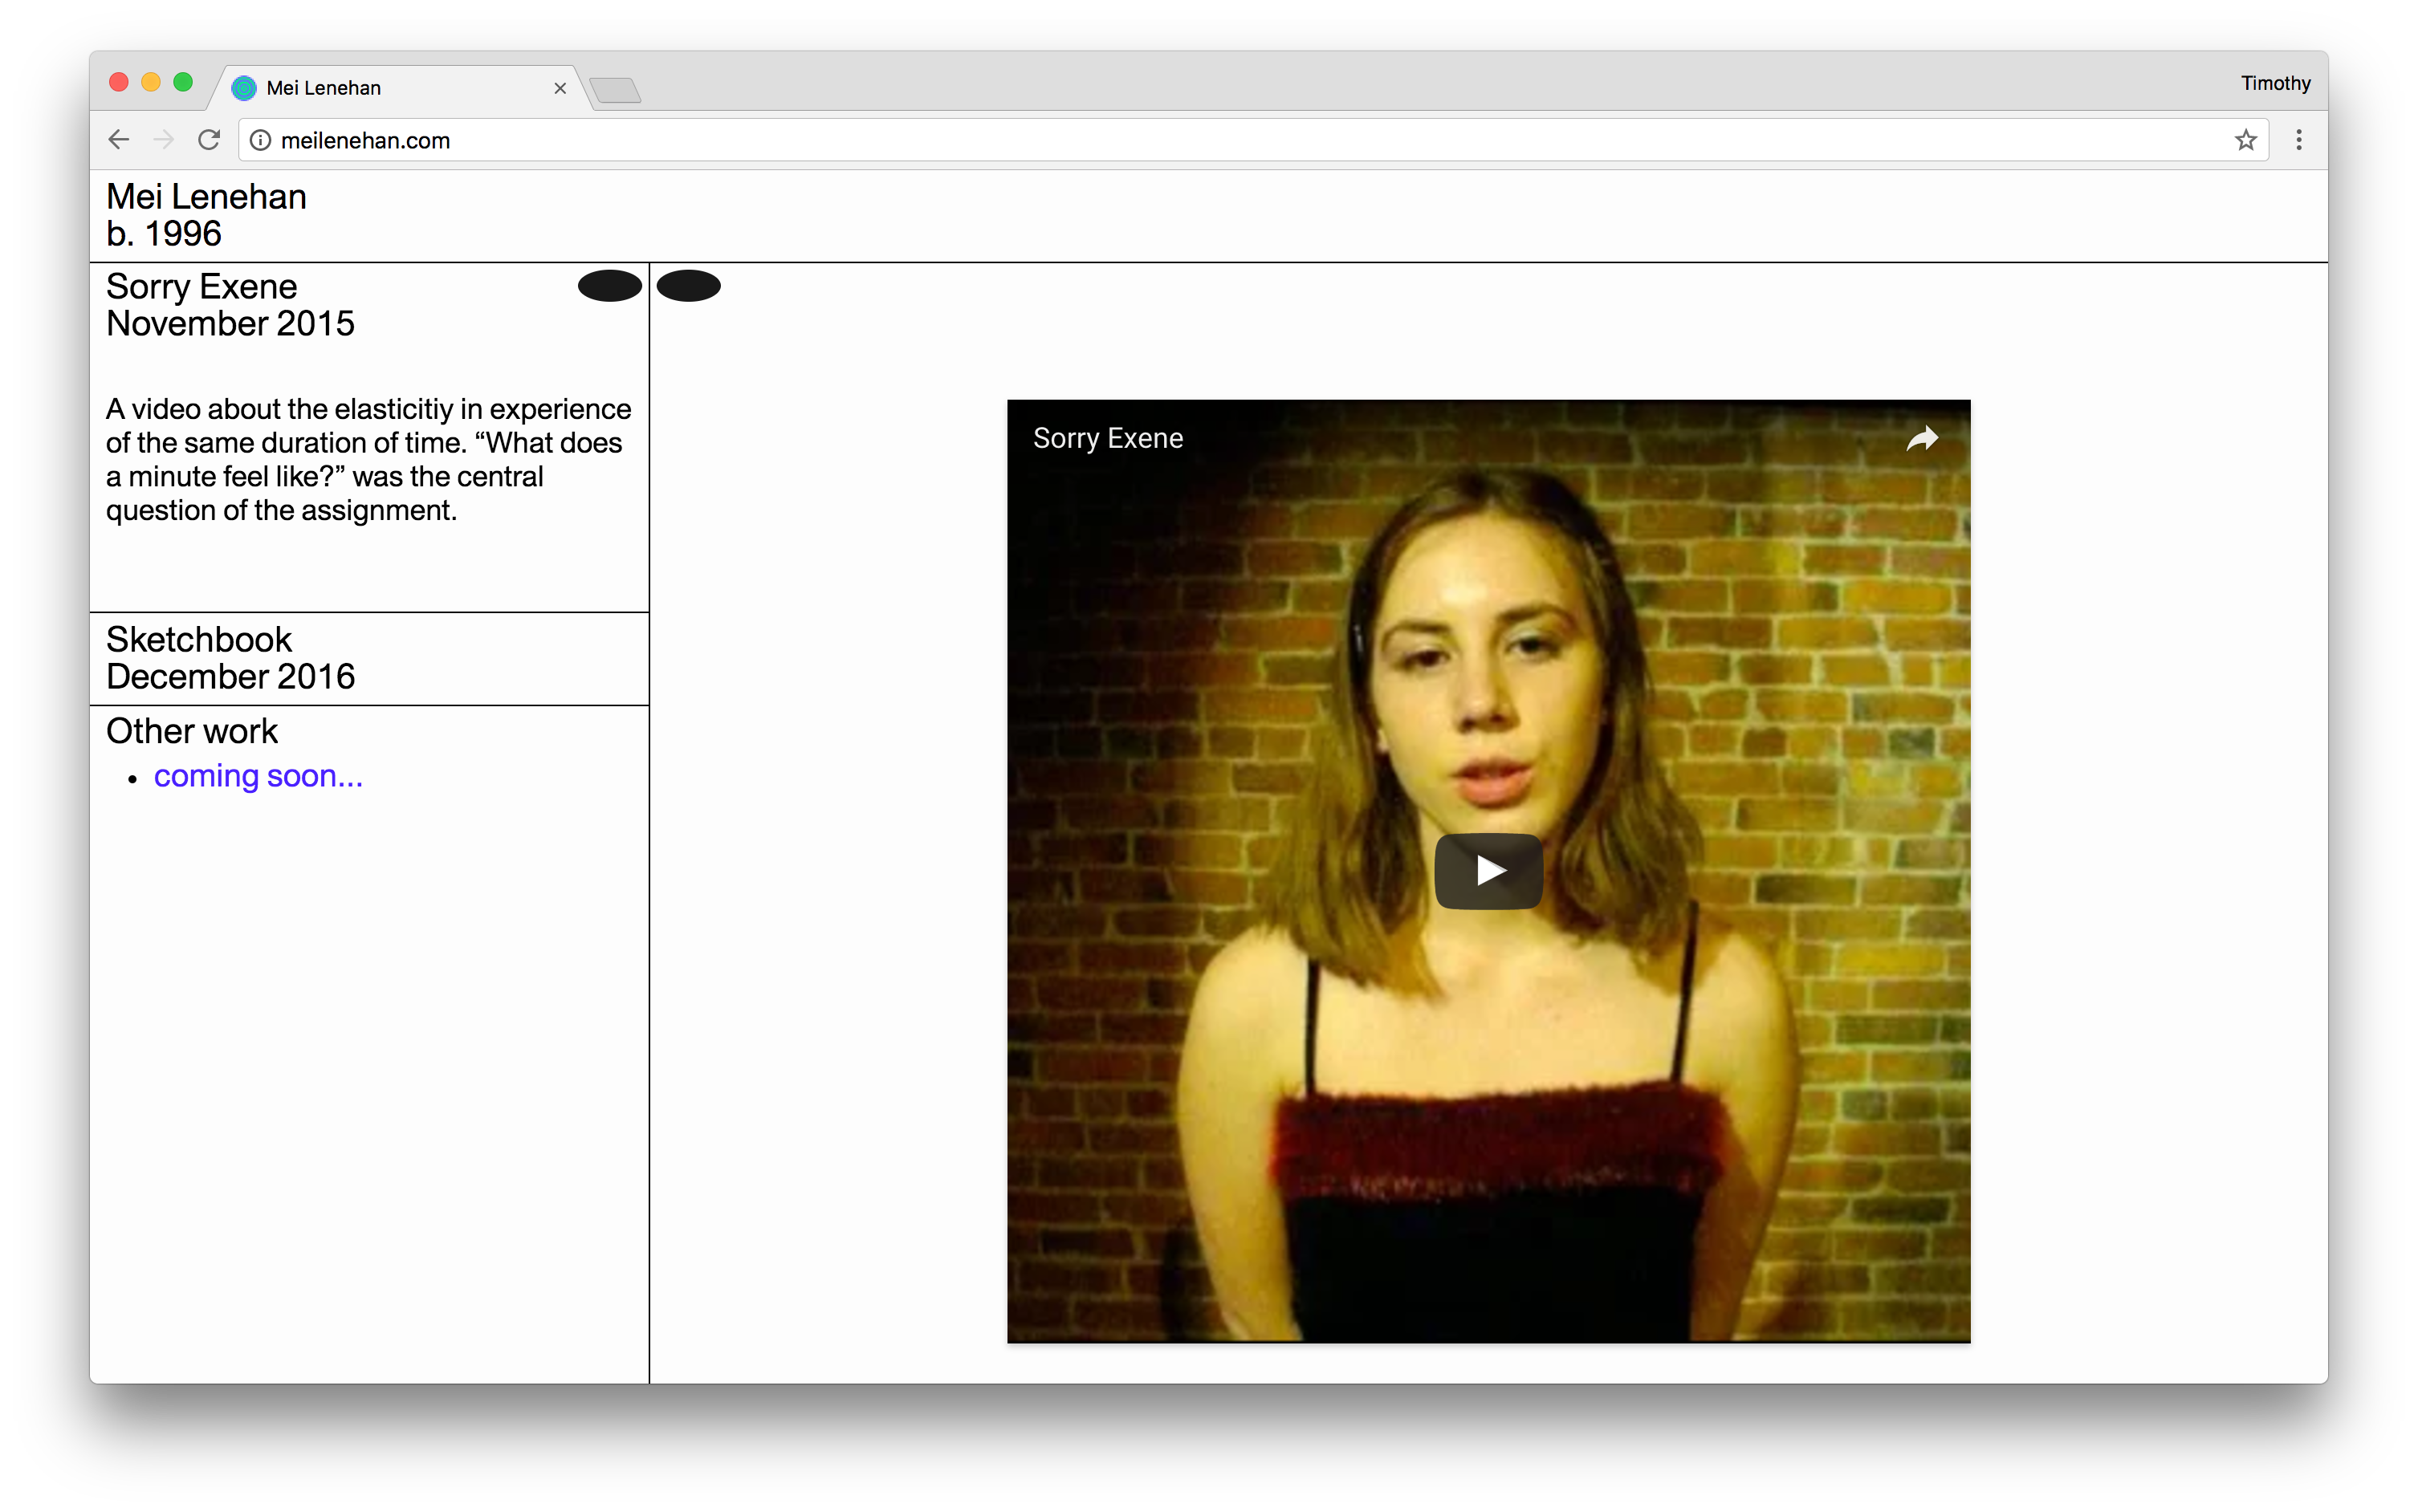 Mei Lenehan
Timothy
meilenehan.com
Mei Lenehan
b. 1996
Sorry Exene
November 2015
A video about the elasticitiy in experience
of the same duration of time. “What does
a minute feel like?” was the central
question of the assignment.
Sketchbook
December 2016
Other work
• coming soon...
Sorry Exene